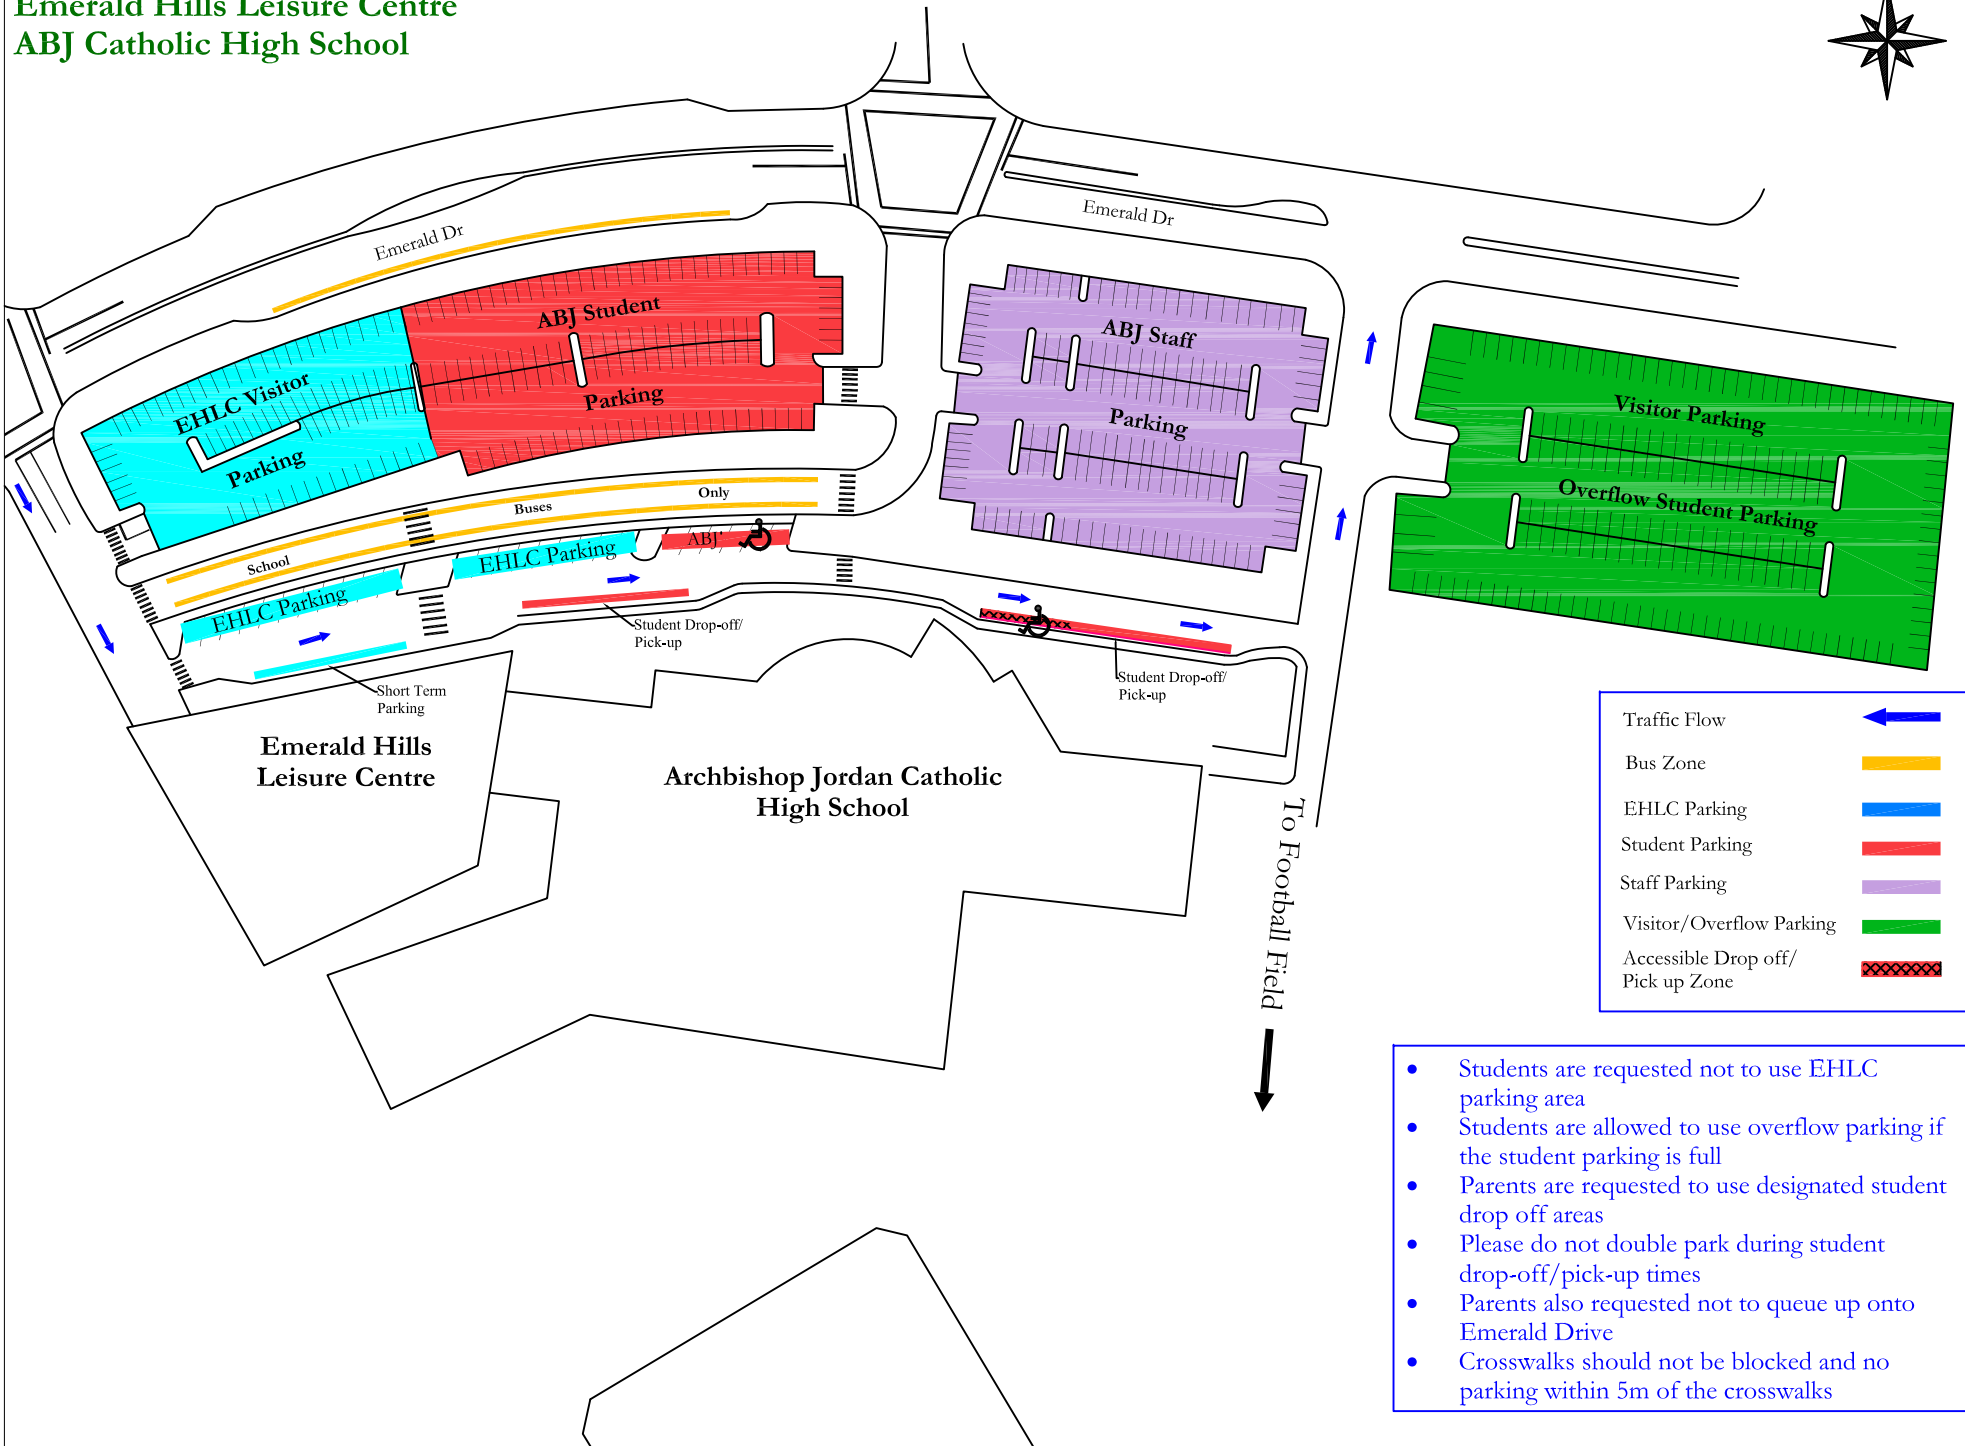 Emerald Hills Leisure Centre
ABJ Catholic High School
Emerald Dr
Emerald Dr
ABJ Student
Parking
EHLC Visitor
Parking
ABJ Staff
Parking
Visitor Parking
Overflow Student Parking
School
Buses
Only
EHLC Parking
EHLC Parking
ABJ
Student Drop-off/
Pick-up
Short Term
Parking
Student Drop-off/
Pick-up
Emerald Hills
Leisure Centre
Archbishop Jordan Catholic
High School
To Football Field
Traffic Flow
Bus Zone
EHLC Parking
Student Parking
Staff Parking
Visitor/Overflow Parking
Accessible Drop off/
Pick up Zone
• Students are requested not to use EHLC
parking area
• Students are allowed to use overflow parking if
the student parking is full
• Parents are requested to use designated student
drop off areas
• Please do not double park during student
drop-off/pick-up times
• Parents also requested not to queue up onto
Emerald Drive
• Crosswalks should not be blocked and no
parking within 5m of the crosswalks